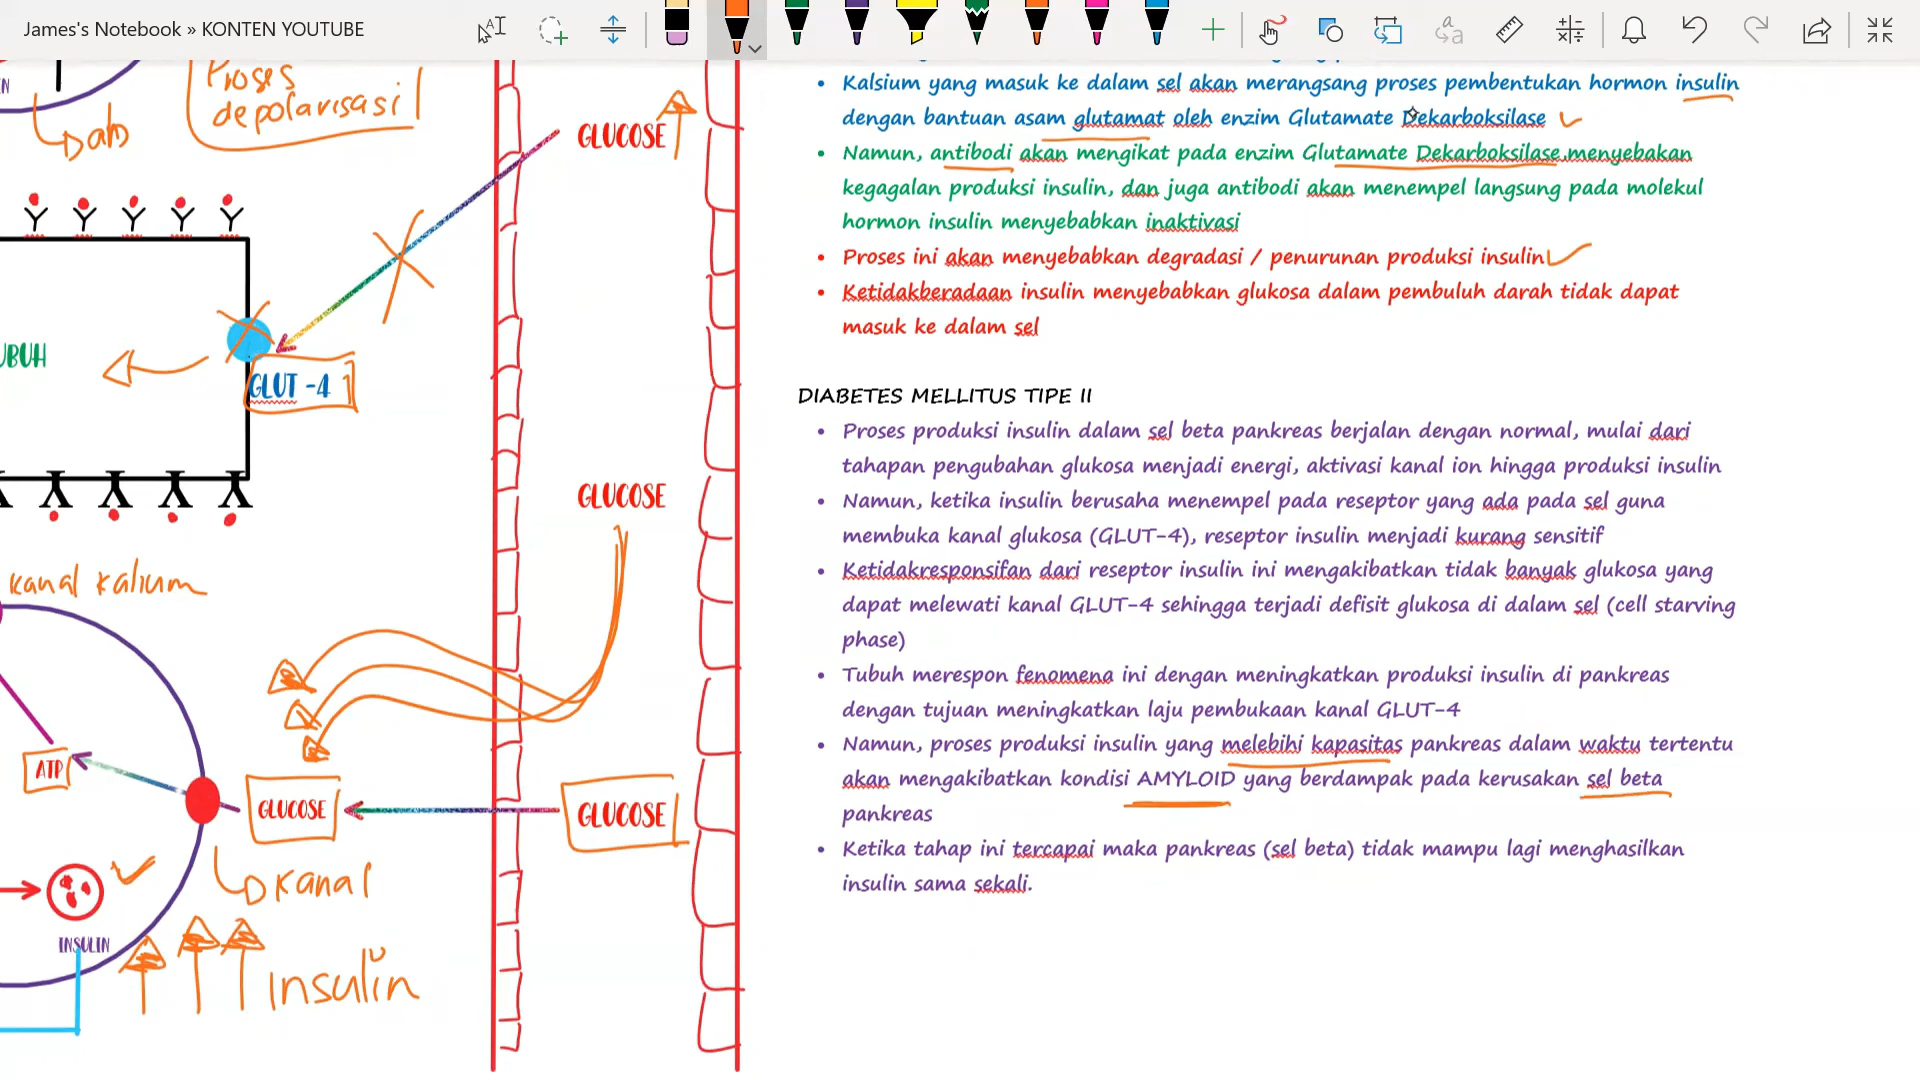 James's Notebook » KONTEN YOUTUBE
Proses
depolarisasi
ab
GLUCOSE
GLUT -4
UBUH
GLUCOSE
kanal kalium
ATP
GLUCOSE
GLUCOSE
Kanal
INSULIN
insulin
• Kalsium yang masuk ke dalam sel akan merangsang proses pembentukan hormon insulin
dengan bantuan asam glutamat oleh enzim Glutamate Dekarboksilase
• Namun, antibodi akan mengikat pada enzim Glutamate Dekarboksilase,menyebakan
kegagalan produksi insulin, dan juga antibodi akan menempel langsung pada molekul
hormon insulin menyebabkan inaktivasi
• Proses ini akan menyebabkan degradasi / penurunan produksi insulin
• Ketidakberadaan insulin menyebabkan glukosa dalam pembuluh darah tidak dapat
masuk ke dalam sel
DIABETES MELLITUS TIPE II
• Proses produksi insulin dalam sel beta pankreas berjalan dengan normal, mulai dari
tahapan pengubahan glukosa menjadi energi, aktivasi kanal ion hingga produksi insulin
• Namun, ketika insulin berusaha menempel pada reseptor yang ada pada sel guna
membuka kanal glukosa (GLUT-4), reseptor insulin menjadi kurang sensitif
• Ketidakresponsifan dari reseptor insulin ini mengakibatkan tidak banyak glukosa yang
dapat melewati kanal GLUT-4 sehingga terjadi defisit glukosa di dalam sel (cell starving
phase)
• Tubuh merespon fenomena ini dengan meningkatkan produksi insulin di pankreas
dengan tujuan meningkatkan laju pembukaan kanal GLUT-4
• Namun, proses produksi insulin yang melebihi kapasitas pankreas dalam waktu tertentu
akan mengakibatkan kondisi AMYLOID yang berdampak pada kerusakan sel beta
pankreas
• Ketika tahap ini tercapai maka pankreas (sel beta) tidak mampu lagi menghasilkan
insulin sama sekali.